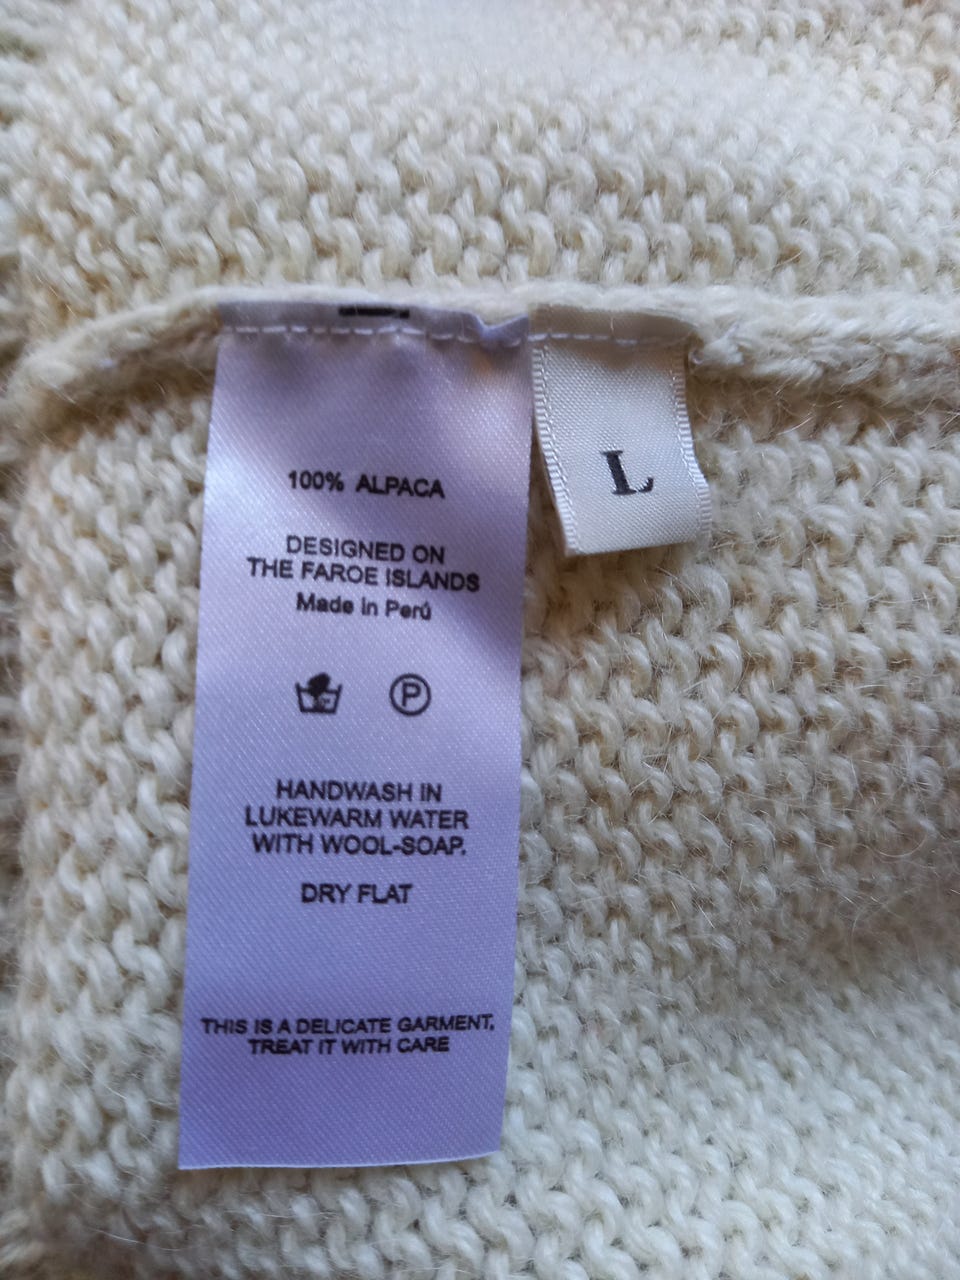 100% ALPACA
DESIGNED ON
THE FAROE ISLANDS
Made in Perú
P
HANDWASH IN
LUKEWARM WATER
WITH WOOL-SOAP.
DRY FLAT
THIS IS A DELICATE GARMENT,
TREAT IT WITH CARE
L